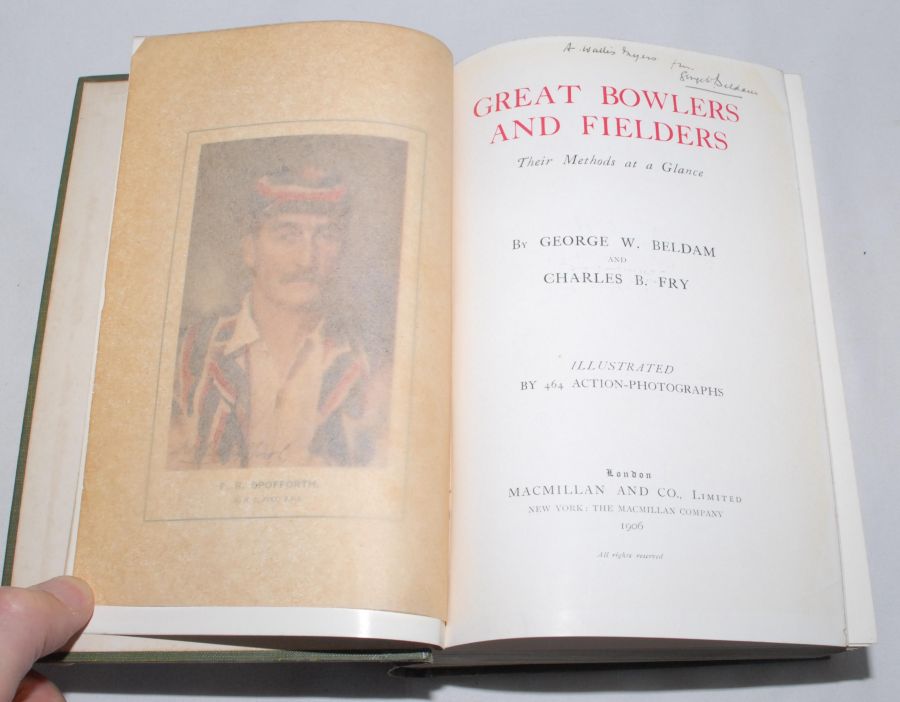 F. R. SPOFFORTH.
A Wallis Myers from
George Beldam
GREAT BOWLERS
AND FIELDERS
Their Methods at a Glance
BY GEORGE W. BELDAM
AND
CHARLES B. FRY
ILLUSTRATED
BY 464 ACTION-PHOTOGRAPHS
London
MACMILLAN AND CO., LIMITED
NEW YORK: THE MACMILLAN COMPANY
1906
All rights reserved